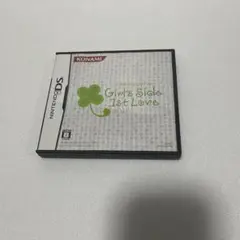 KONAMI
NINTENDO DS
Girl's Side
1st Love